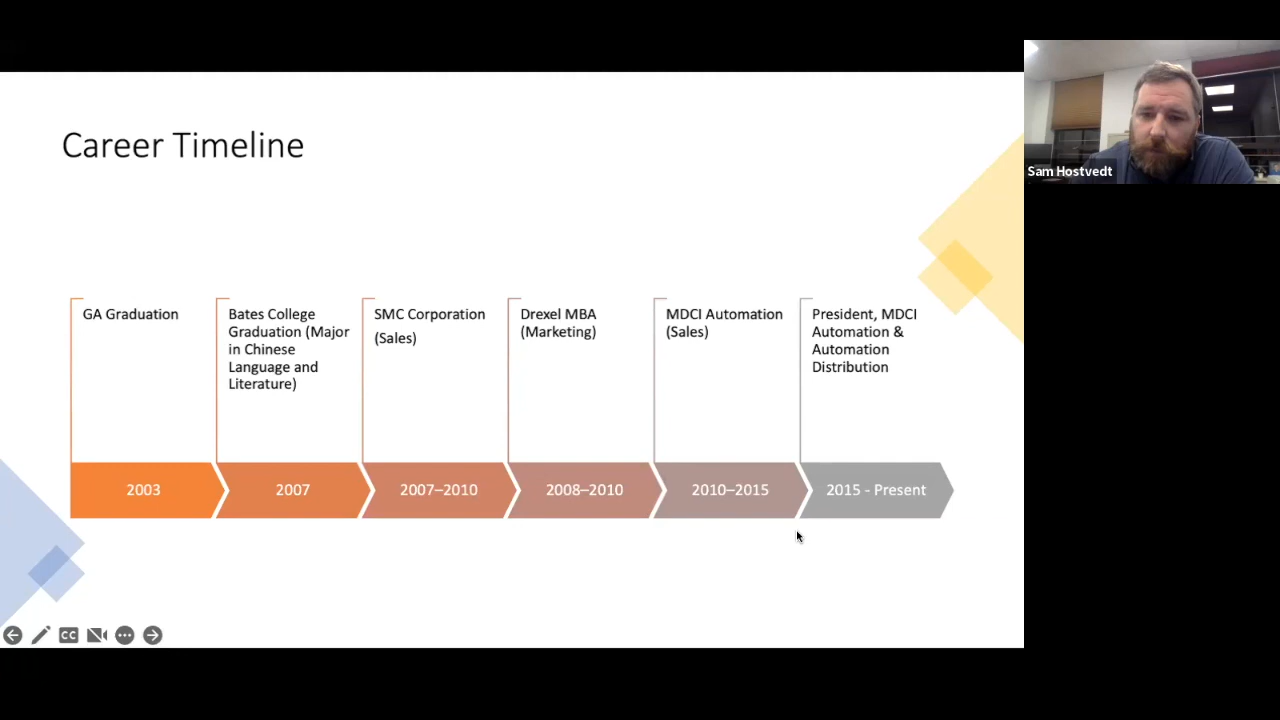 Career Timeline
Sam Hostvedt
GA Graduation
Bates College
Graduation (Major
in Chinese
Language and
Literature)
SMC Corporation
(Sales)
Drexel MBA
(Marketing)
MDCI Automation
(Sales)
President, MDCI
Automation &
Automation
Distribution
2003
2007
2007–2010
2008–2010
2010–2015
2015 - Present
CC